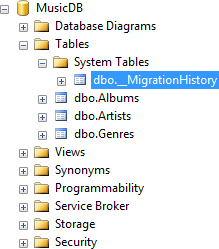 MusicDB
Database Diagrams
Tables
System Tables
dbo.__MigrationHistory
dbo.Albums
dbo.Artists
dbo.Genres
Views
Synonyms
Programmability
Service Broker
Storage
Security